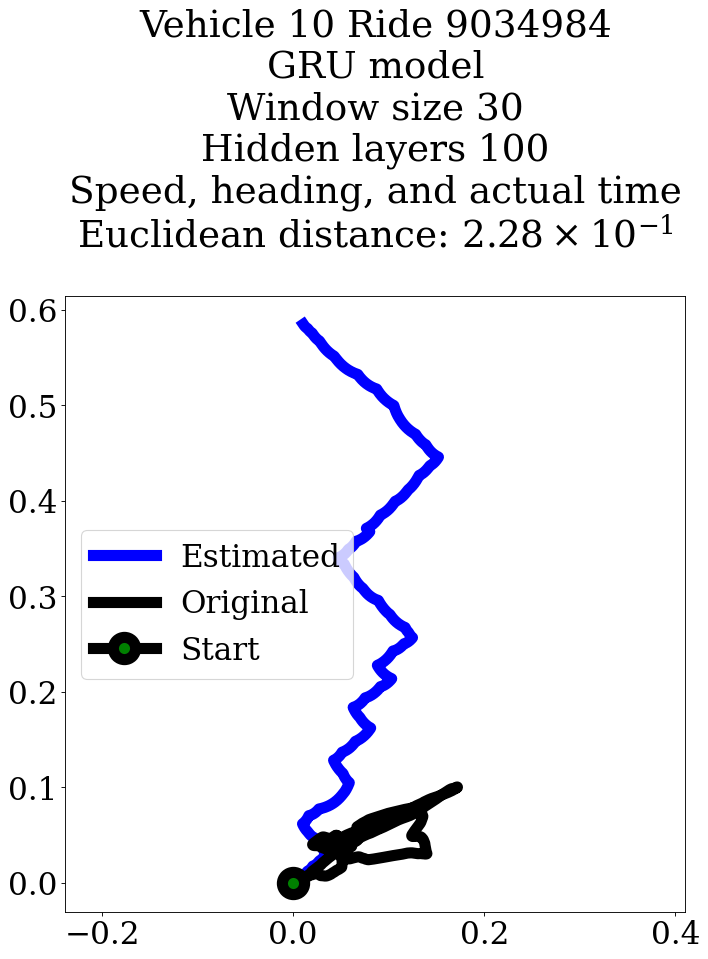 Vehicle 10 Ride 9034984
GRU model
Window size 30
Hidden layers 100
Speed, heading, and actual time
Euclidean distance: 2.28 × 10⁻¹
0.6
0.5
0.4
0.3
0.2
0.1
0.0
Estimated
Original
Start
−0.2 0.0 0.2 0.4